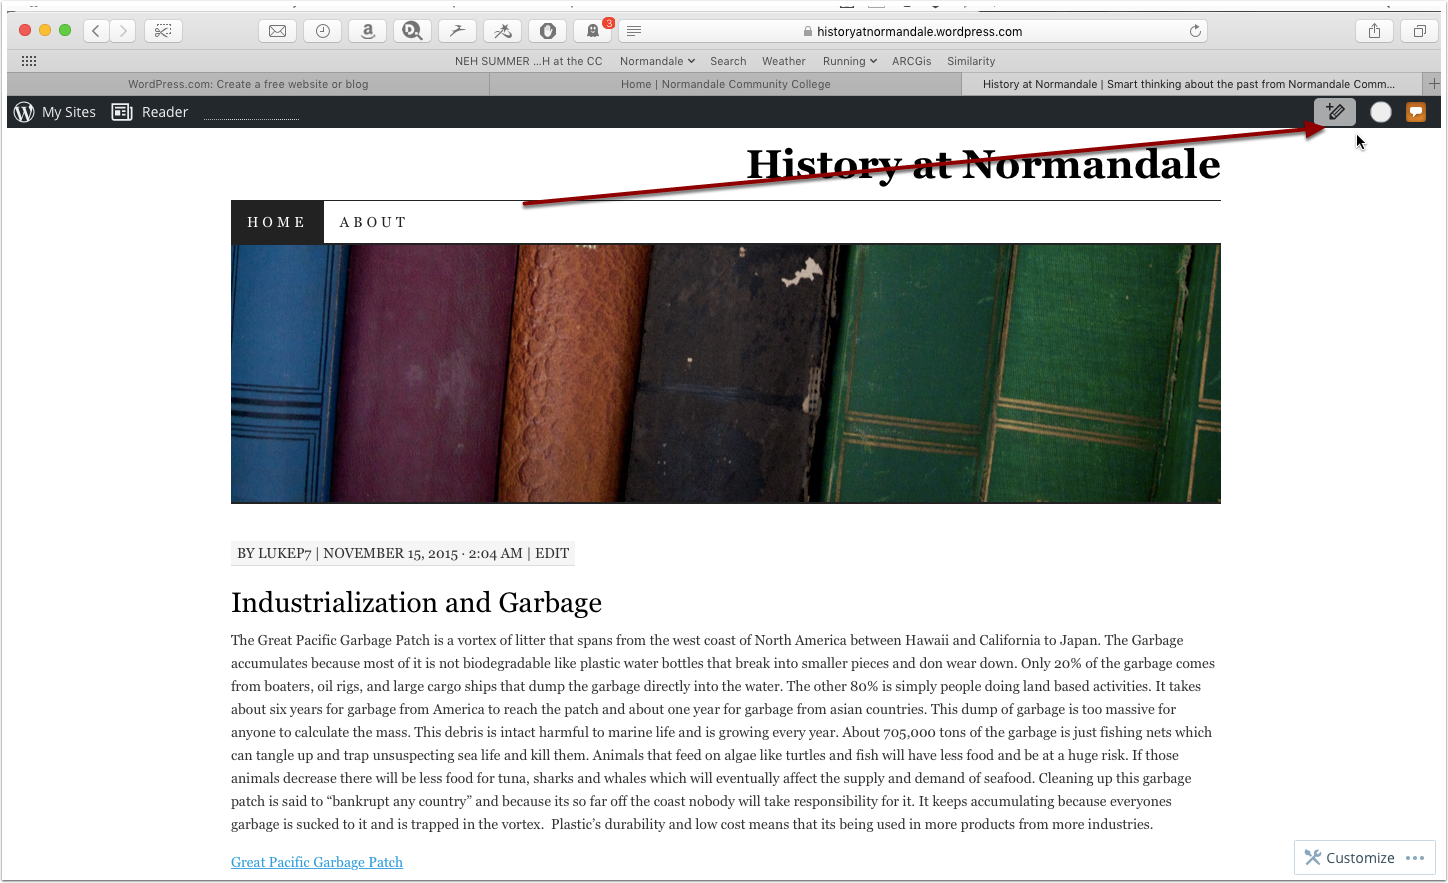 3
historyatnormandale.wordpress.com
NEH SUMMER ...H at the CC Normandale Search Weather Running ARCGis Similarity
WordPress.com: Create a free website or blog
Home | Normandale Community College
History at Normandale | Smart thinking about the past from Normandale Comm...
My Sites Reader
History at Normandale
HOME ABOUT
BY LUKEP7 | NOVEMBER 15, 2015 · 2:04 AM | EDIT
Industrialization and Garbage
The Great Pacific Garbage Patch is a vortex of litter that spans from the west coast of North America between Hawaii and California to Japan. The Garbage
accumulates because most of it is not biodegradable like plastic water bottles that break into smaller pieces and don wear down. Only 20% of the garbage comes
from boaters, oil rigs, and large cargo ships that dump the garbage directly into the water. The other 80% is simply people doing land based activities. It takes
about six years for garbage from America to reach the patch and about one year for garbage from asian countries. This dump of garbage is too massive for
anyone to calculate the mass. This debris is intact harmful to marine life and is growing every year. About 705,000 tons of the garbage is just fishing nets which
can tangle up and trap unsuspecting sea life and kill them. Animals that feed on algae like turtles and fish will have less food and be at a huge risk. If those
animals decrease there will be less food for tuna, sharks and whales which will eventually affect the supply and demand of seafood. Cleaning up this garbage
patch is said to “bankrupt any country” and because its so far off the coast nobody will take responsibility for it. It keeps accumulating because everyones
garbage is sucked to it and is trapped in the vortex.  Plastic’s durability and low cost means that its being used in more products from more industries.
Great Pacific Garbage Patch
Customize